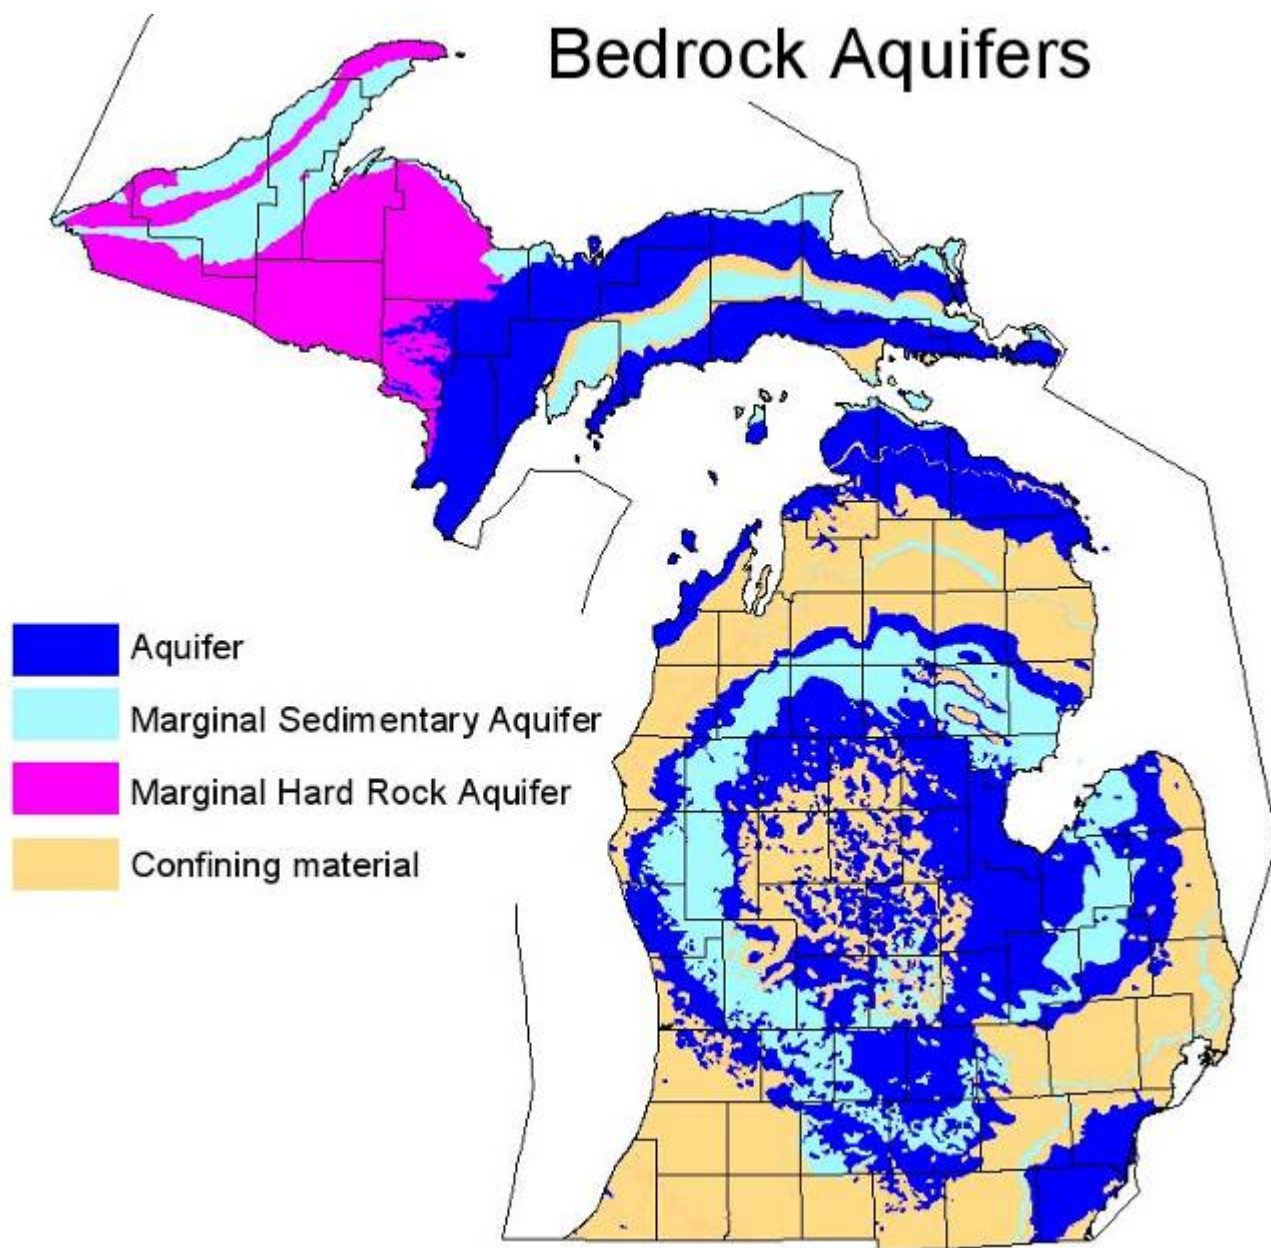 Bedrock Aquifers
Aquifer
Marginal Sedimentary Aquifer
Marginal Hard Rock Aquifer
Confining material